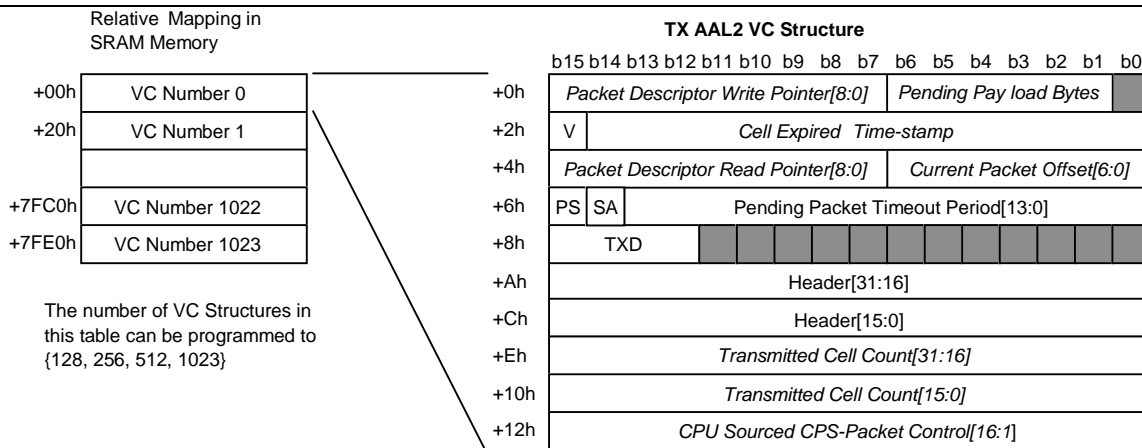 Relative Mapping in
SRAM Memory
+00h VC Number 0
+20h VC Number 1
+7FC0h VC Number 1022
+7FE0h VC Number 1023
The number of VC Structures in
this table can be programmed to
{128, 256, 512, 1023}
TX AAL2 VC Structure
b15 b14 b13 b12 b11 b10 b9 b8 b7 b6 b5 b4 b3 b2 b1 b0
+0h Packet Descriptor Write Pointer[8:0] Pending Pay load Bytes
+2h V Cell Expired Time-stamp
+4h Packet Descriptor Read Pointer[8:0] Current Packet Offset[6:0]
+6h PS SA Pending Packet Timeout Period[13:0]
+8h TXD
+Ah Header[31:16]
+Ch Header[15:0]
+Eh Transmitted Cell Count[31:16]
+10h Transmitted Cell Count[15:0]
+12h CPU Sourced CPS-Packet Control[16:1]